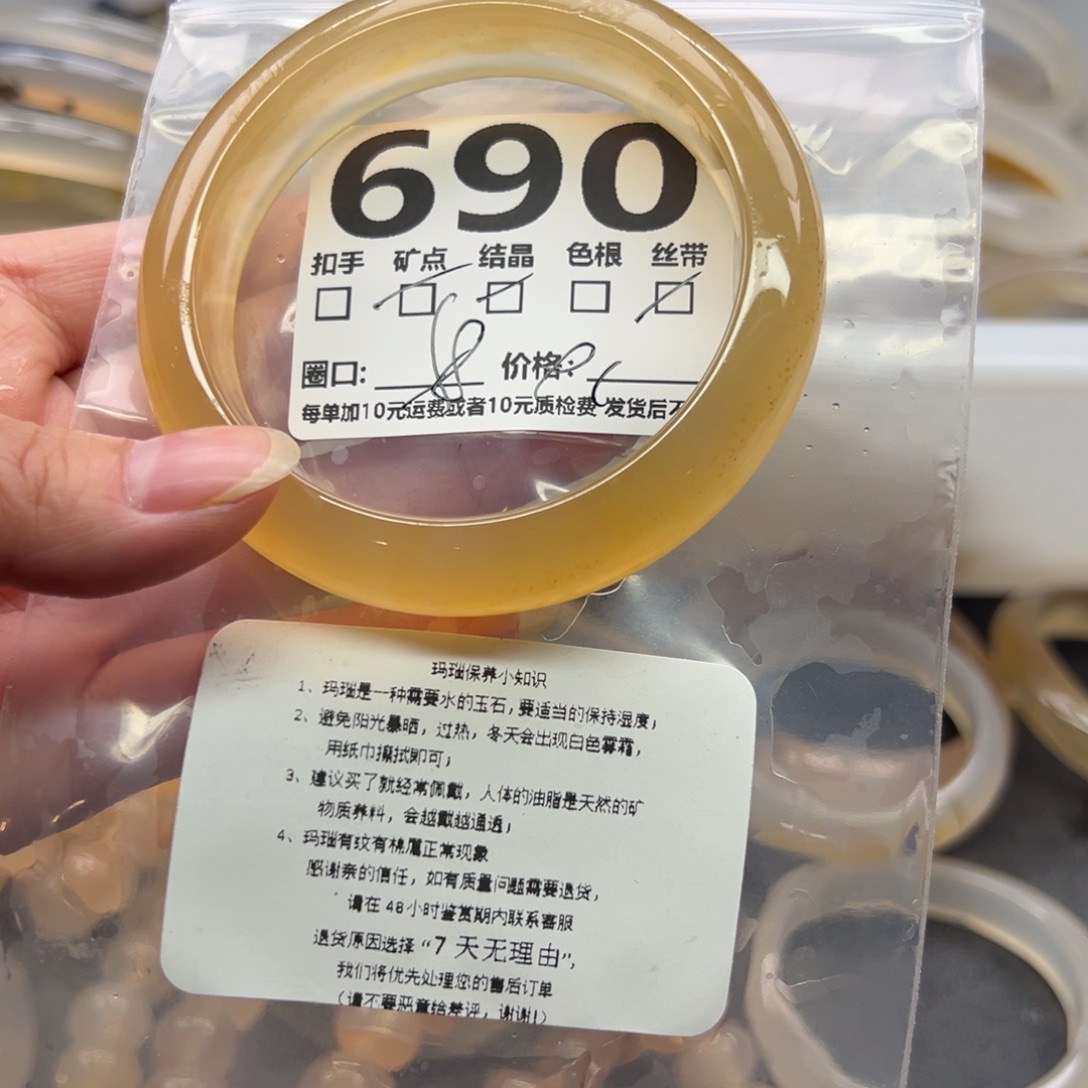 690
扣手 矿点 结晶 色根 丝带
圈口: 价格:
每单加10元运费或者10元质检费 发货后不
玛瑙保养小知识
1、玛瑙是一种需要水的玉石,要适当的保持湿度;
2、避免阳光暴晒,过热,冬天会出现白色雾霜,
用纸巾擦拭即可;
3、建议买了就经常佩戴,人体的油脂是天然的矿
物质养料,会越戴越通透;
4、玛瑙有纹有棉属正常现象
感谢亲的信任,如有质量问题需要退货,
请在48小时鉴赏期内联系客服
退货原因选择“7天无理由”,
我们将优先处理您的售后订单
(请不要恶意给差评,谢谢!)